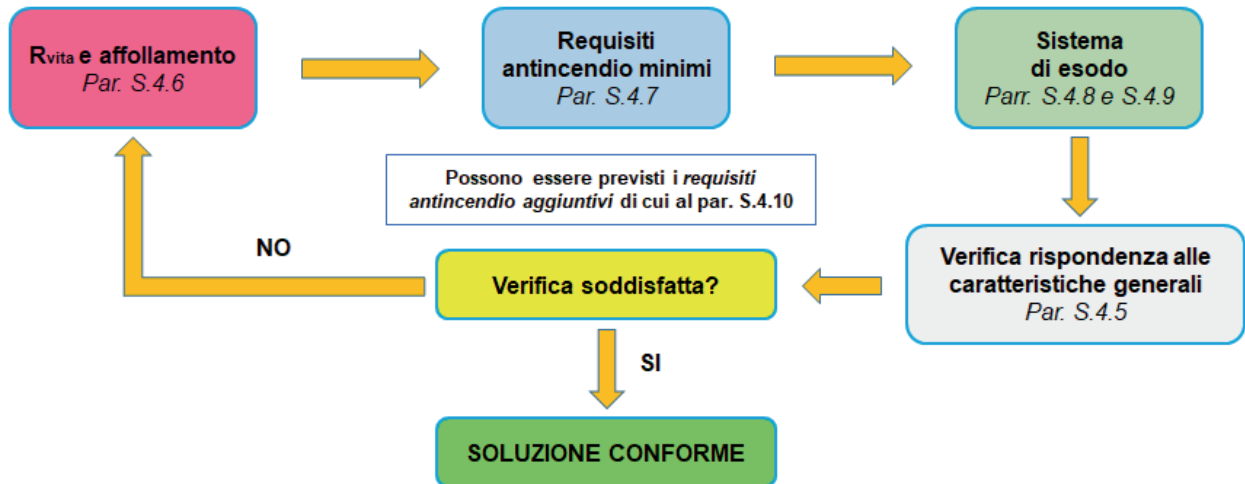 Rvita e affollamento
Par. S.4.6
Requisiti
antincendio minimi
Par. S.4.7
Sistema
di esodo
Parr. S.4.8 e S.4.9
Possono essere previsti i requisiti
antincendio aggiuntivi di cui al par. S.4.10
NO
Verifica soddisfatta?
Verifica rispondenza alle
caratteristiche generali
Par. S.4.5
SI
SOLUZIONE CONFORME